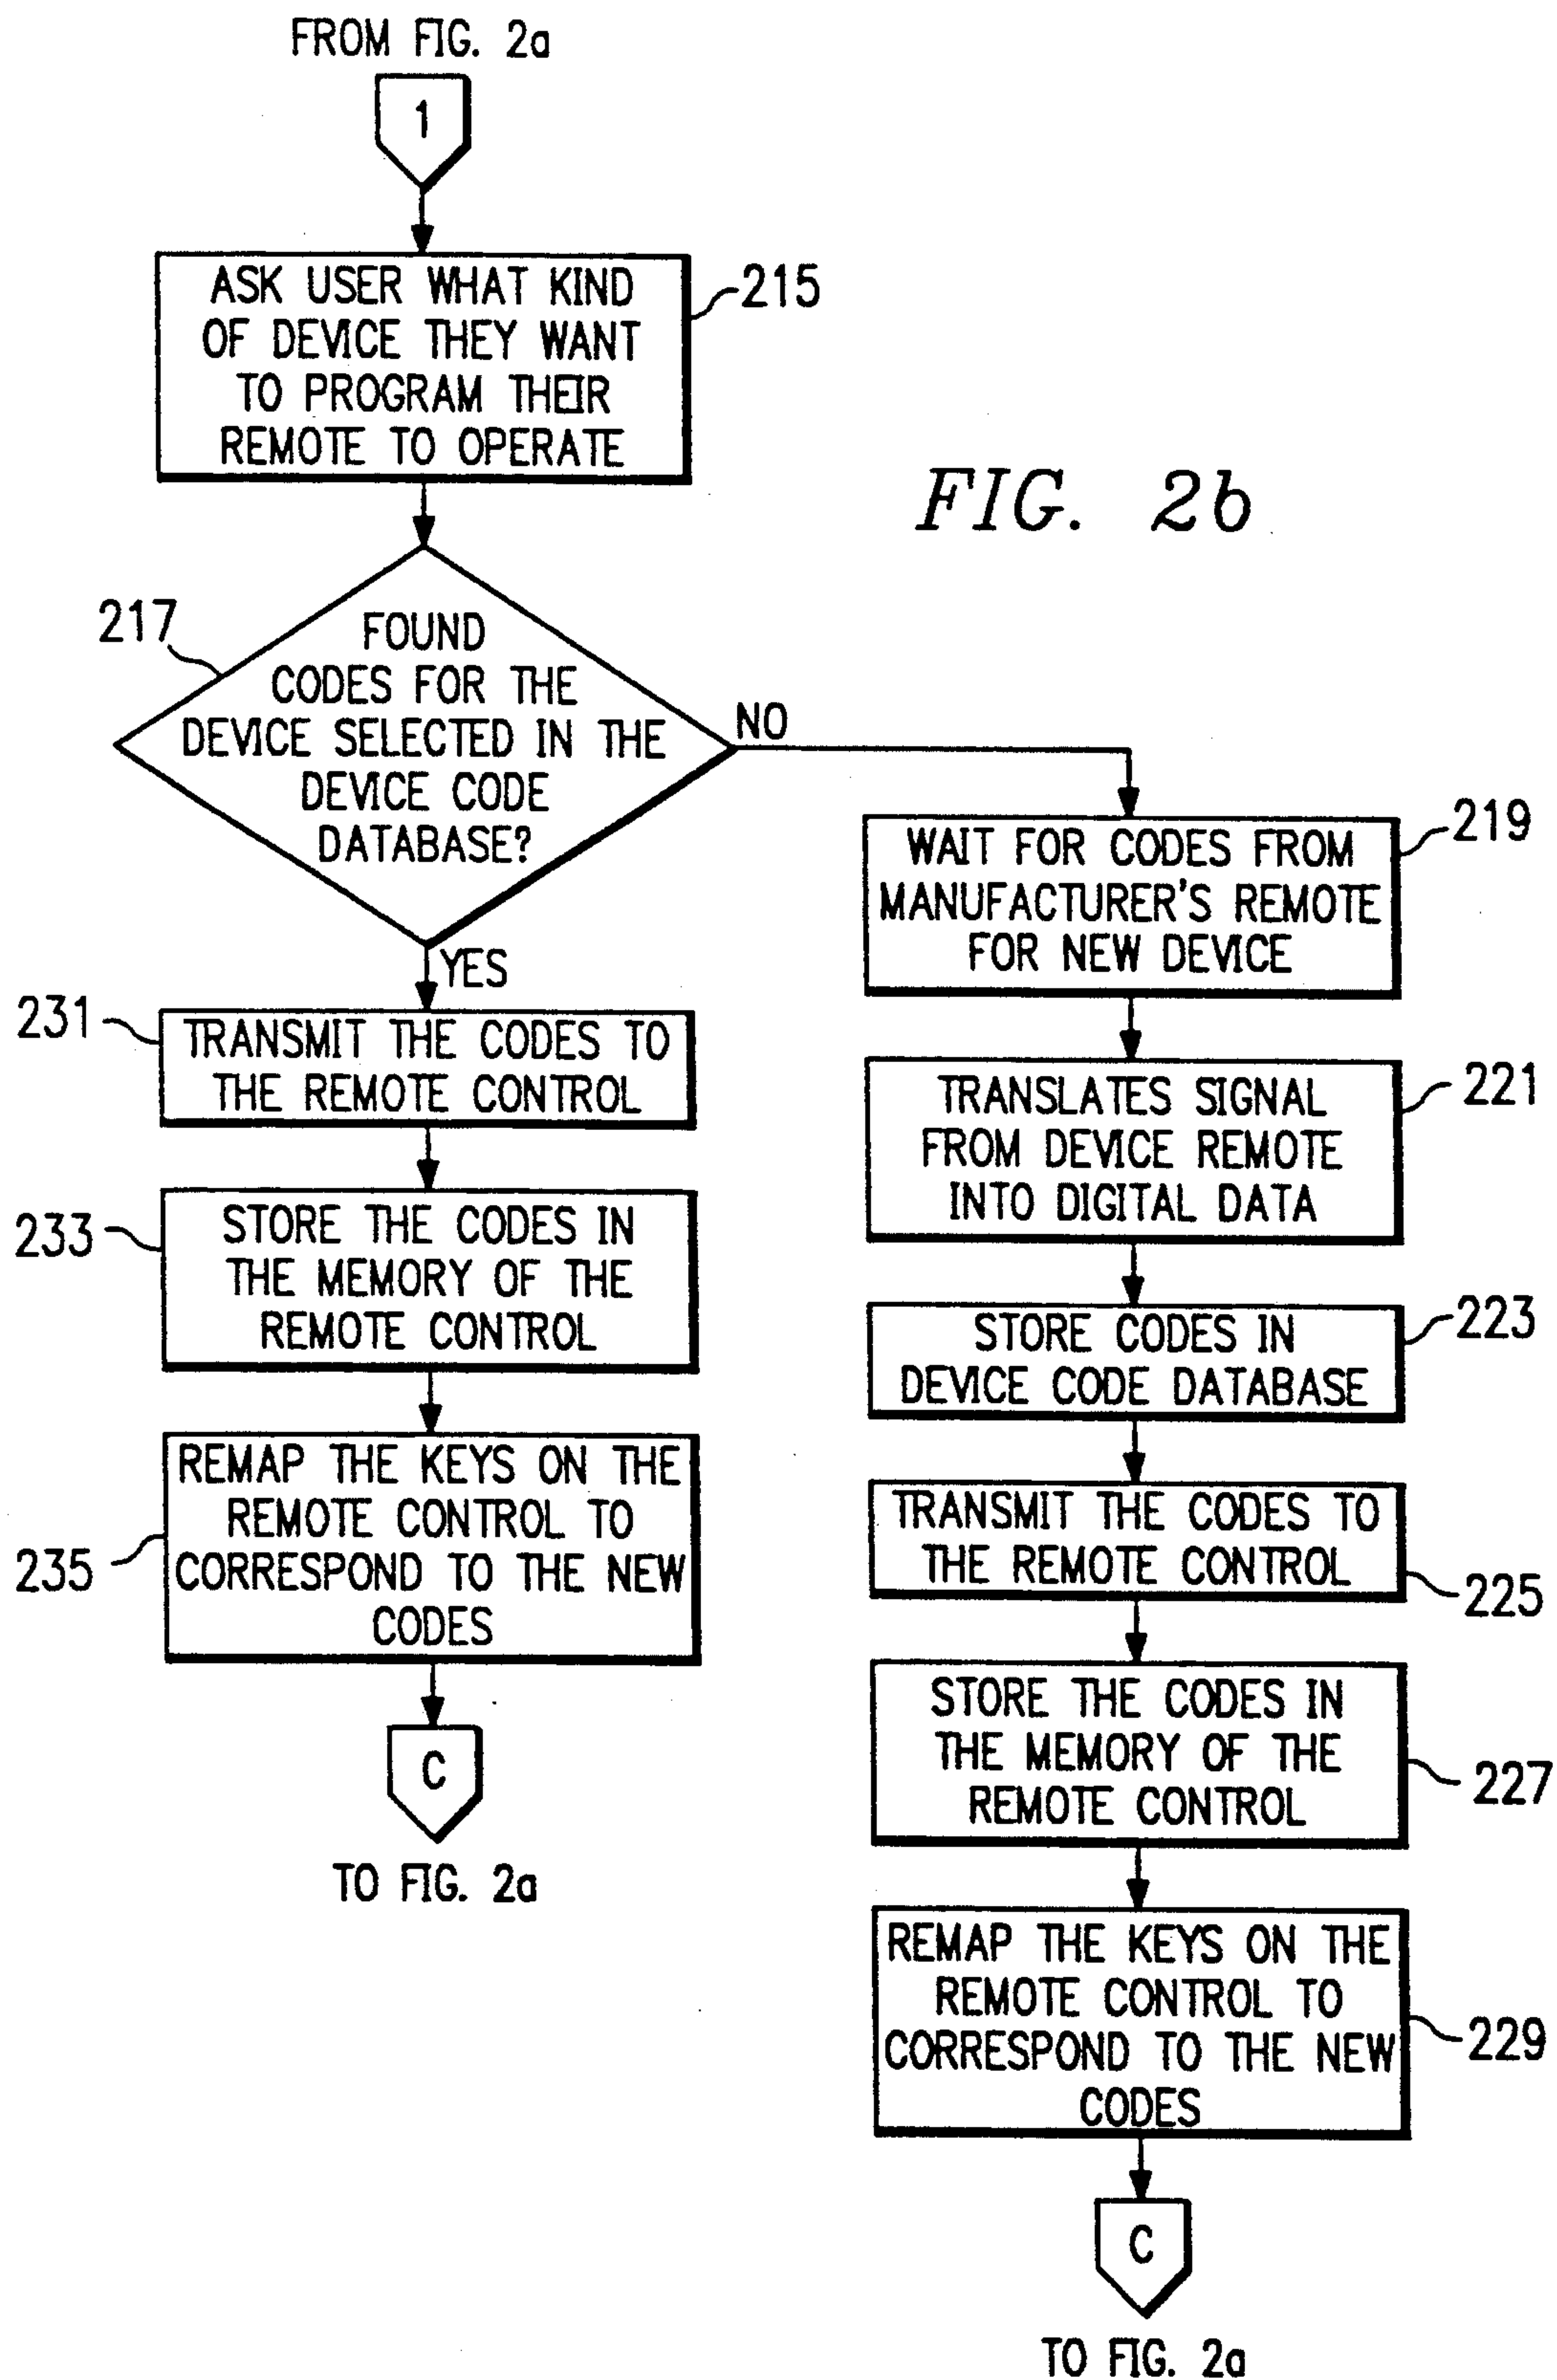 FROM FIG. 2a
1
ASK USER WHAT KIND
OF DEVICE THEY WANT
TO PROGRAM THEIR
REMOTE TO OPERATE
215
FIG. 2b
217
FOUND
CODES FOR THE
DEVICE SELECTED IN THE
DEVICE CODE
DATABASE?
NO
YES
231
TRANSMIT THE CODES TO
THE REMOTE CONTROL
233
STORE THE CODES IN
THE MEMORY OF THE
REMOTE CONTROL
235
REMAP THE KEYS ON THE
REMOTE CONTROL TO
CORRESPOND TO THE NEW
CODES
C
TO FIG. 2a
WAIT FOR CODES FROM
MANUFACTURER'S REMOTE
FOR NEW DEVICE
219
TRANSLATES SIGNAL
FROM DEVICE REMOTE
INTO DIGITAL DATA
221
STORE CODES IN
DEVICE CODE DATABASE
223
TRANSMIT THE CODES TO
THE REMOTE CONTROL
225
STORE THE CODES IN
THE MEMORY OF THE
REMOTE CONTROL
227
REMAP THE KEYS ON THE
REMOTE CONTROL TO
CORRESPOND TO THE NEW
CODES
229
C
TO FIG. 2a